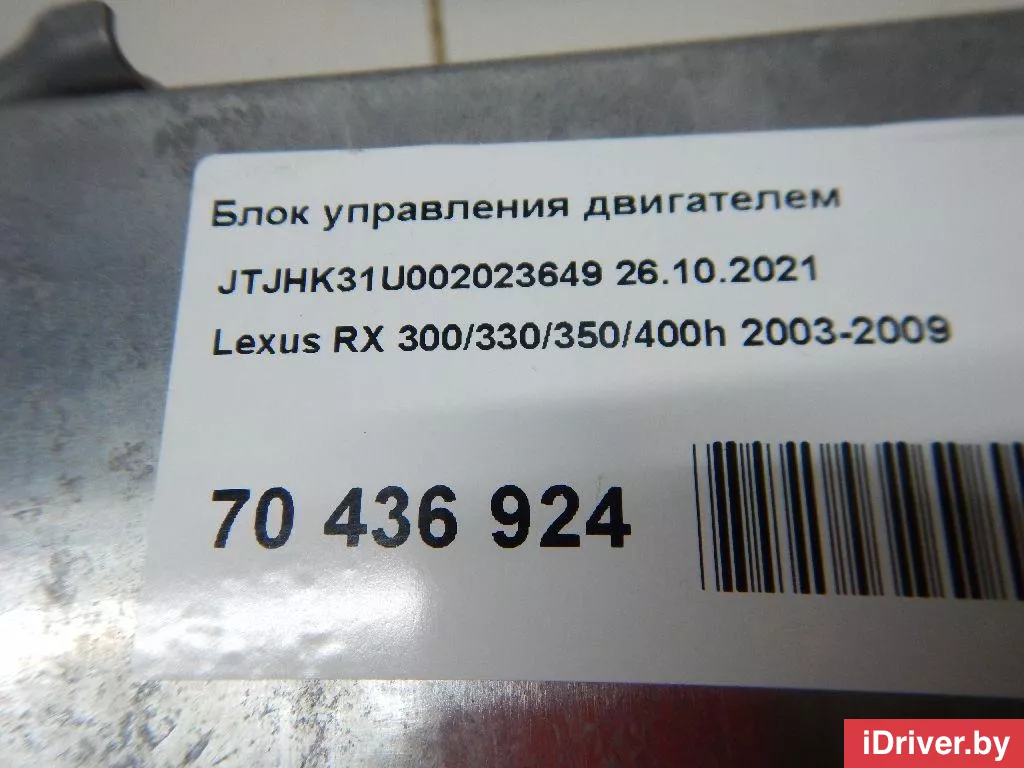 Блок управления двигателем
JTJHK31U002023649 26.10.2021
Lexus RX 300/330/350/400h 2003-2009
70 436 924
iDriver.by